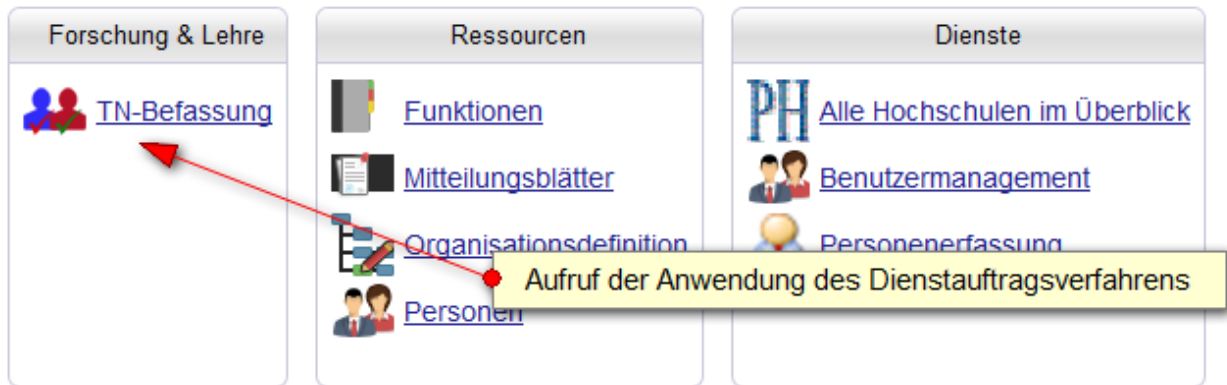 Forschung & Lehre
TN-Befassung
Ressourcen
Funktionen
Mitteilungsblätter
Organisationsdefinition
Personen
Dienste
PH
Alle Hochschulen im Überblick
Benutzermanagement
Personenerfassung
Aufruf der Anwendung des Dienstauftragsverfahrens